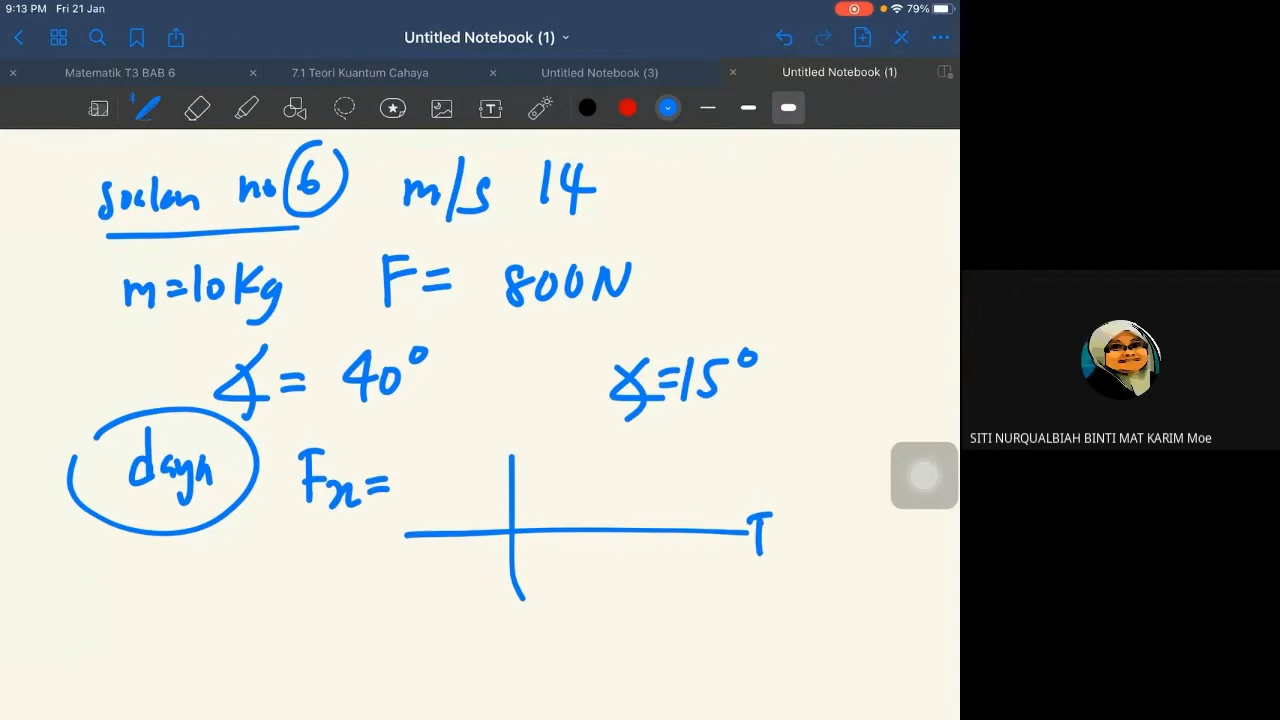 9:13 PM Fri 21 Jan 79%
Untitled Notebook (1)
Matematik T3 BAB 6 7.1 Teori Kuantum Cahaya Untitled Notebook (3) Untitled Notebook (1)
soalan no 6 m/s 14
m=10Kg F= 800N
∡= 40° ∡=15°
daya Fx=
T
SITI NURQUALBIAH BINTI MAT KARIM Moe